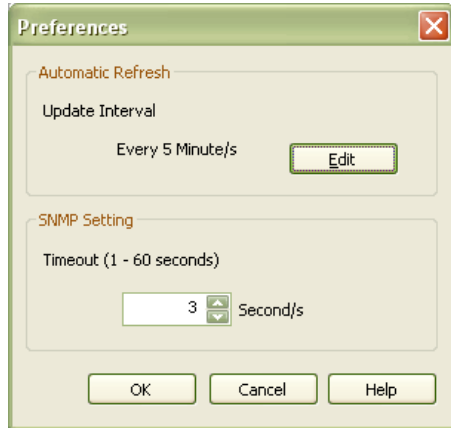 Preferences
Automatic Refresh
Update Interval
Every 5 Minute/s
Edit
SNMP Setting
Timeout (1 - 60 seconds)
3 Second/s
OK Cancel Help